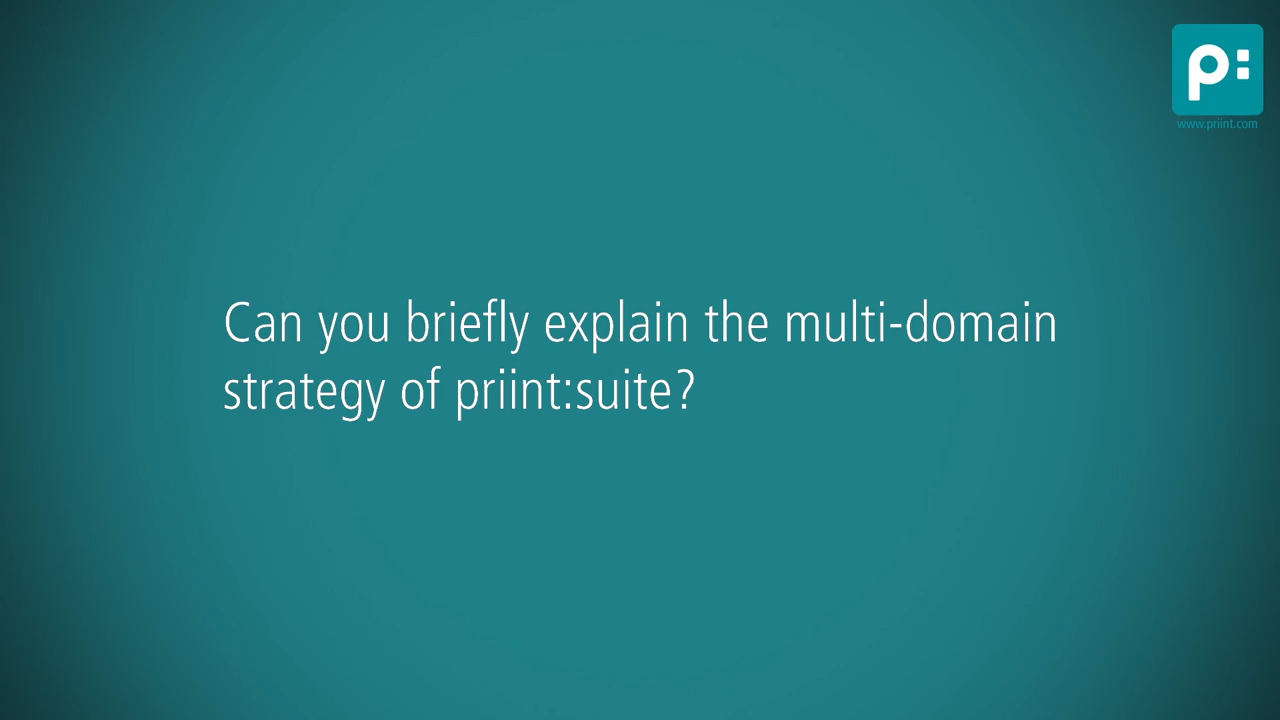 p:
www.priint.com
Can you briefly explain the multi-domain
strategy of priint:suite?